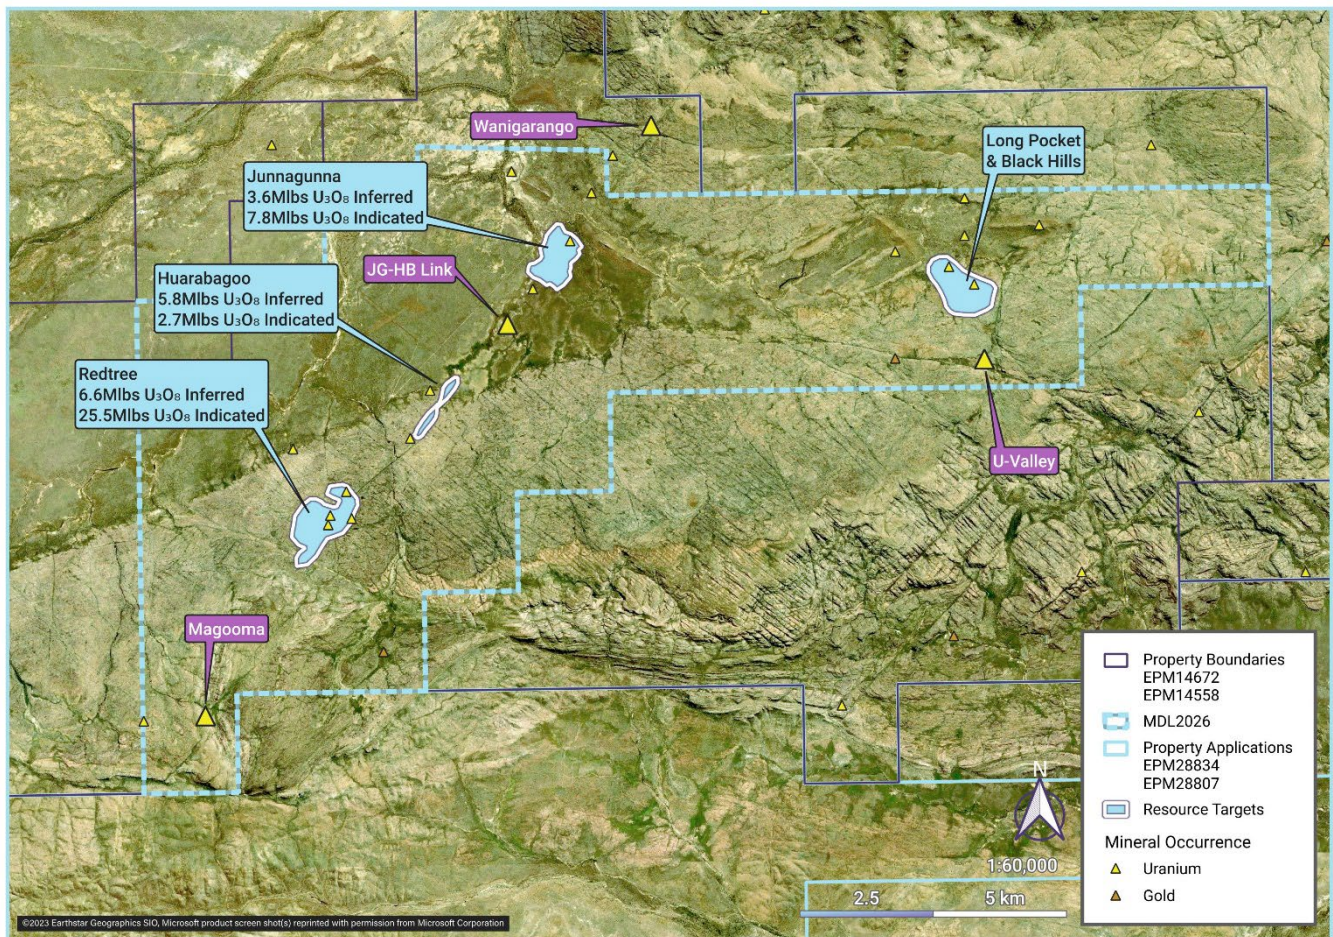 Wanigarango
Long Pocket
& Black Hills
Junnagunna
3.6Mlbs U₃O₈ Inferred
7.8Mlbs U₃O₈ Indicated
JG-HB Link
Huarabagoo
5.8Mlbs U₃O₈ Inferred
2.7Mlbs U₃O₈ Indicated
Redtree
6.6Mlbs U₃O₈ Inferred
25.5Mlbs U₃O₈ Indicated
U-Valley
Magooma
Property Boundaries
EPM14672
EPM14558
MDL2026
Property Applications
EPM28834
EPM28807
Resource Targets
Mineral Occurrence
Uranium
Gold
N
1:60,000
2.5
5 km
©2023 Earthstar Geographics SIO, Microsoft product screen shot(s) reprinted with permission from Microsoft Corporation